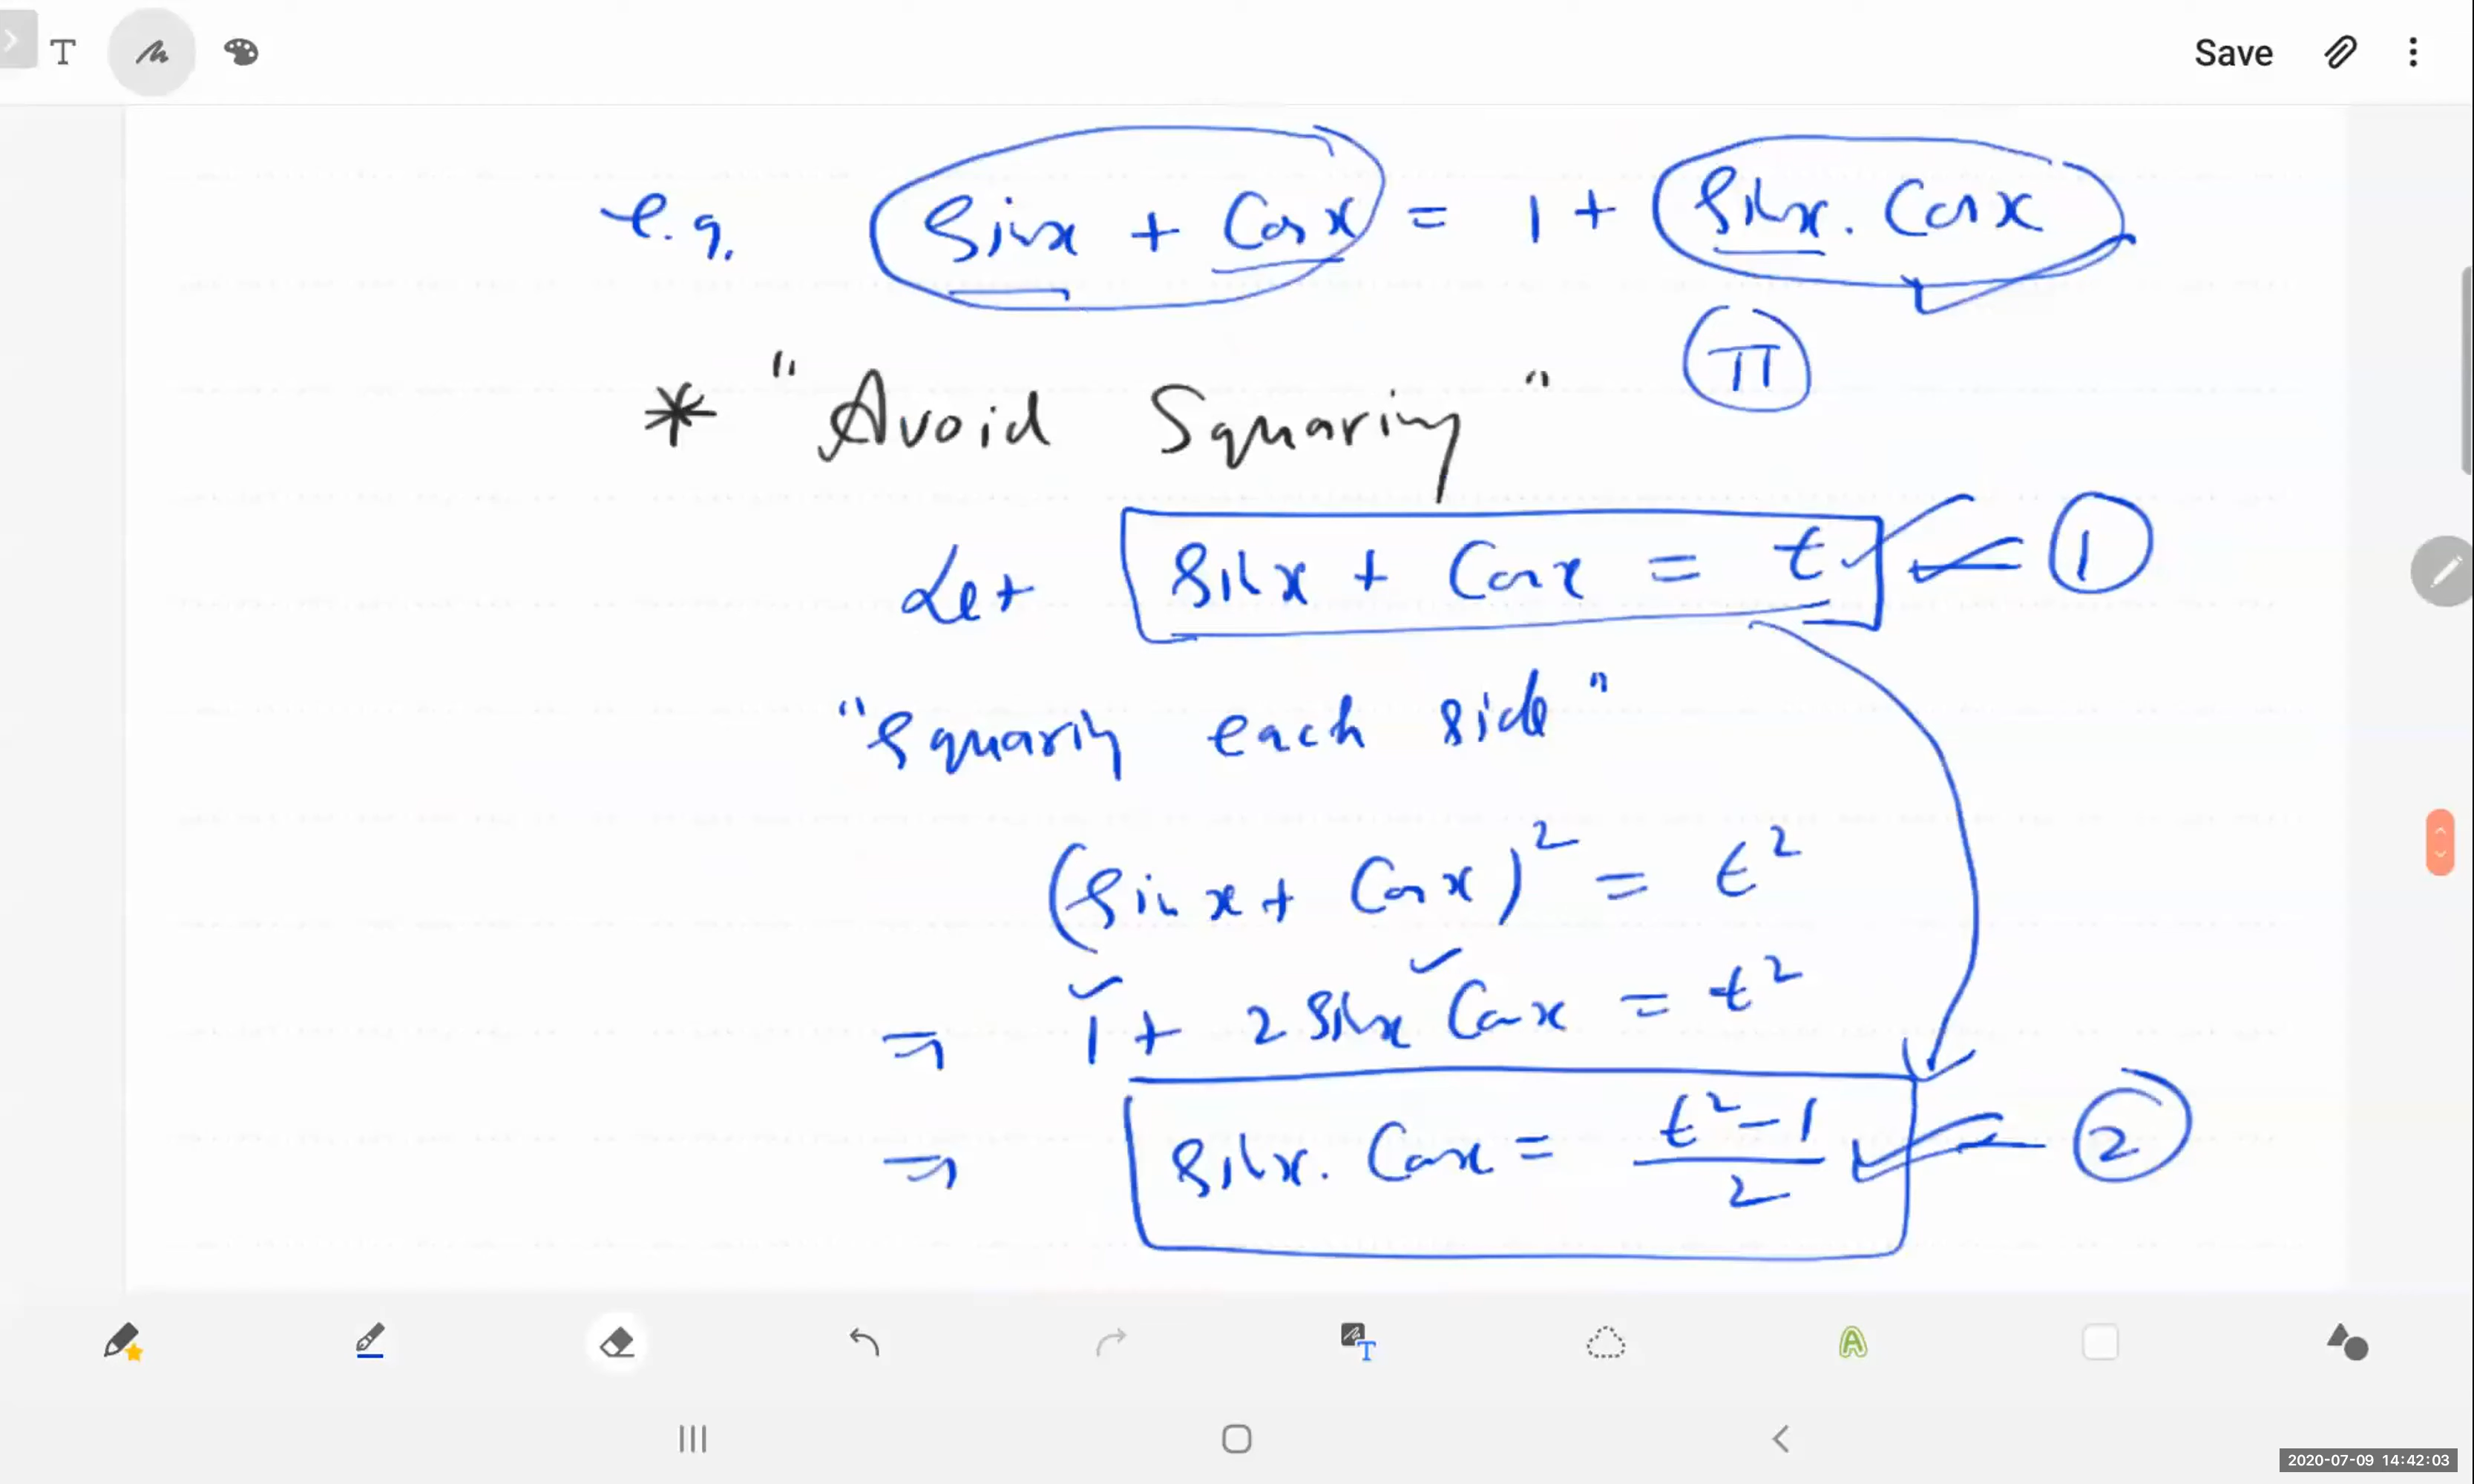 T
Save
e.g. Sinx + Cosx = 1 + Sinx. Cosx
π
* "Avoid Squaring"
Let Sinx + Cosx = t 1
"Squaring each side"
(Sinx + Cosx)² = t²
⇒ 1 + 2 Sinx Cosx = t²
⇒ Sinx. Cosx = t² - 1 / 2 2
T
A
2020-07-09 14:42:03